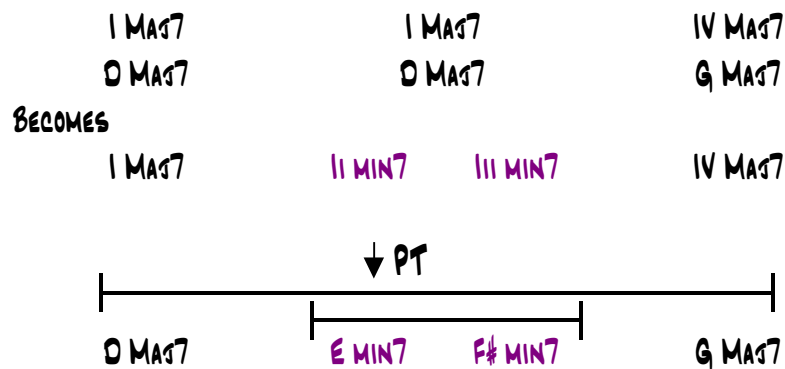 I Maj7 I Maj7 IV Maj7
D Maj7 D Maj7 G Maj7
Becomes
I Maj7 II min7 III min7 IV Maj7
PT
D Maj7 E min7 F# min7 G Maj7